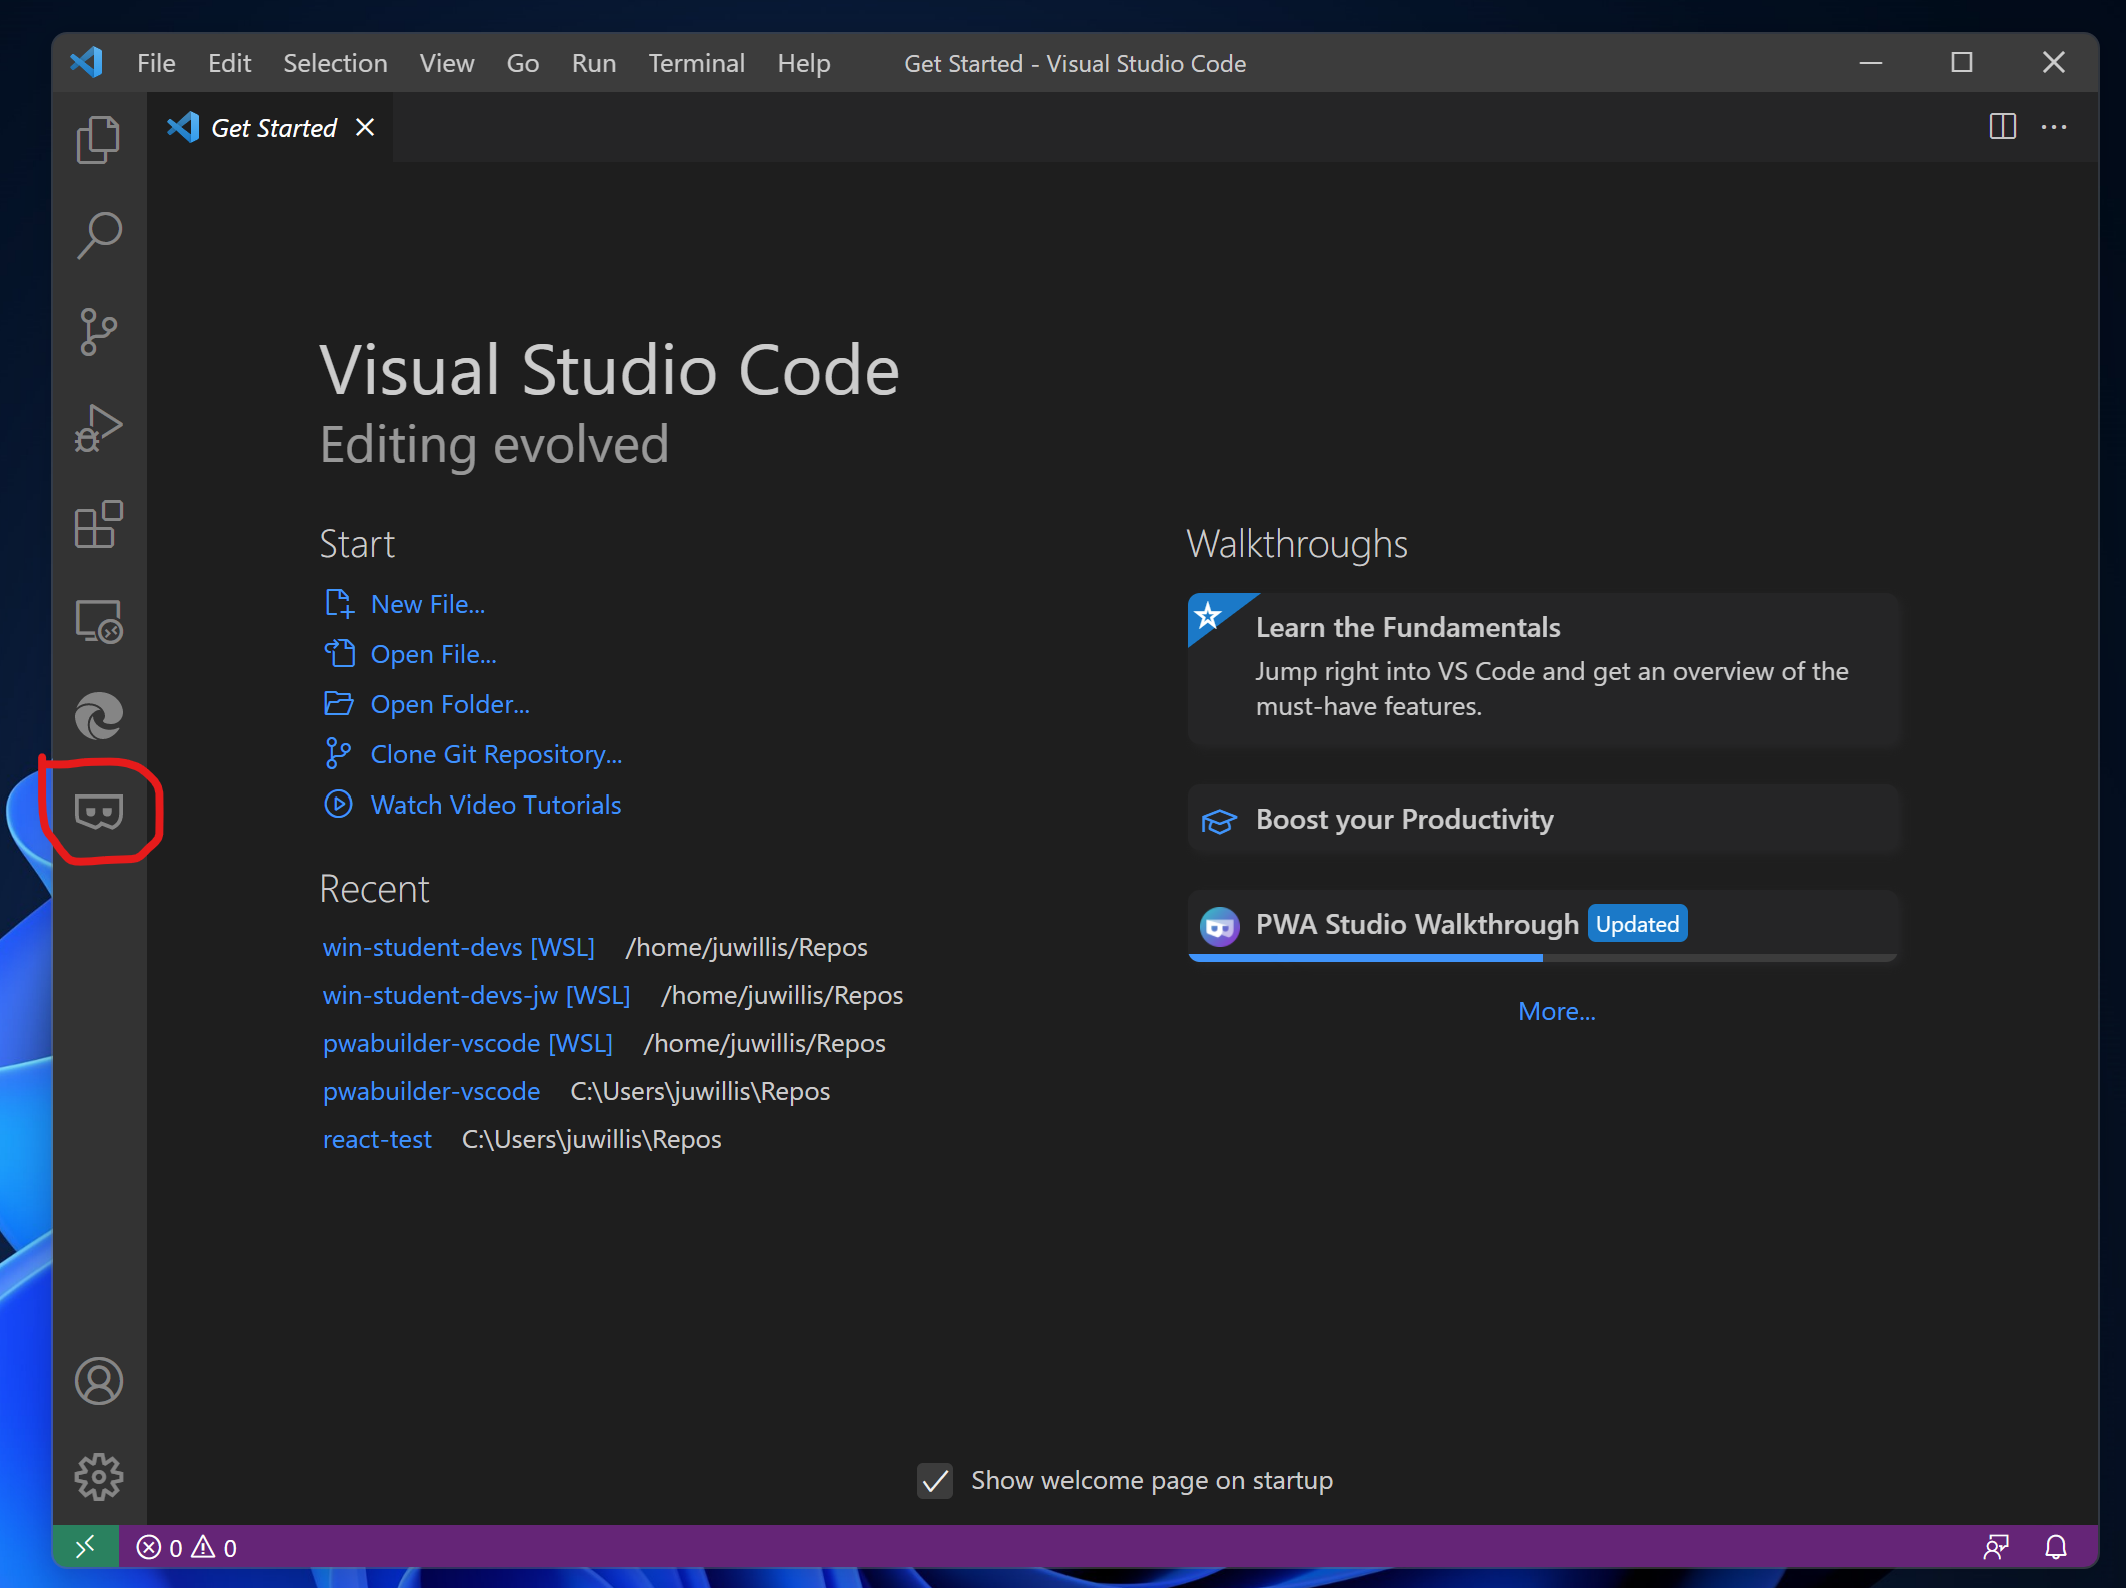 File Edit Selection View Go Run Terminal Help Get Started - Visual Studio Code
Get Started
Visual Studio Code
Editing evolved
Start
New File...
Open File...
Open Folder...
Clone Git Repository...
Watch Video Tutorials
Recent
win-student-devs [WSL] /home/juwillis/Repos
win-student-devs-jw [WSL] /home/juwillis/Repos
pwabuilder-vscode [WSL] /home/juwillis/Repos
pwabuilder-vscode C:\Users\juwillis\Repos
react-test C:\Users\juwillis\Repos
Walkthroughs
Learn the Fundamentals
Jump right into VS Code and get an overview of the
must-have features.
Boost your Productivity
PWA Studio Walkthrough Updated
More...
Show welcome page on startup
0 0